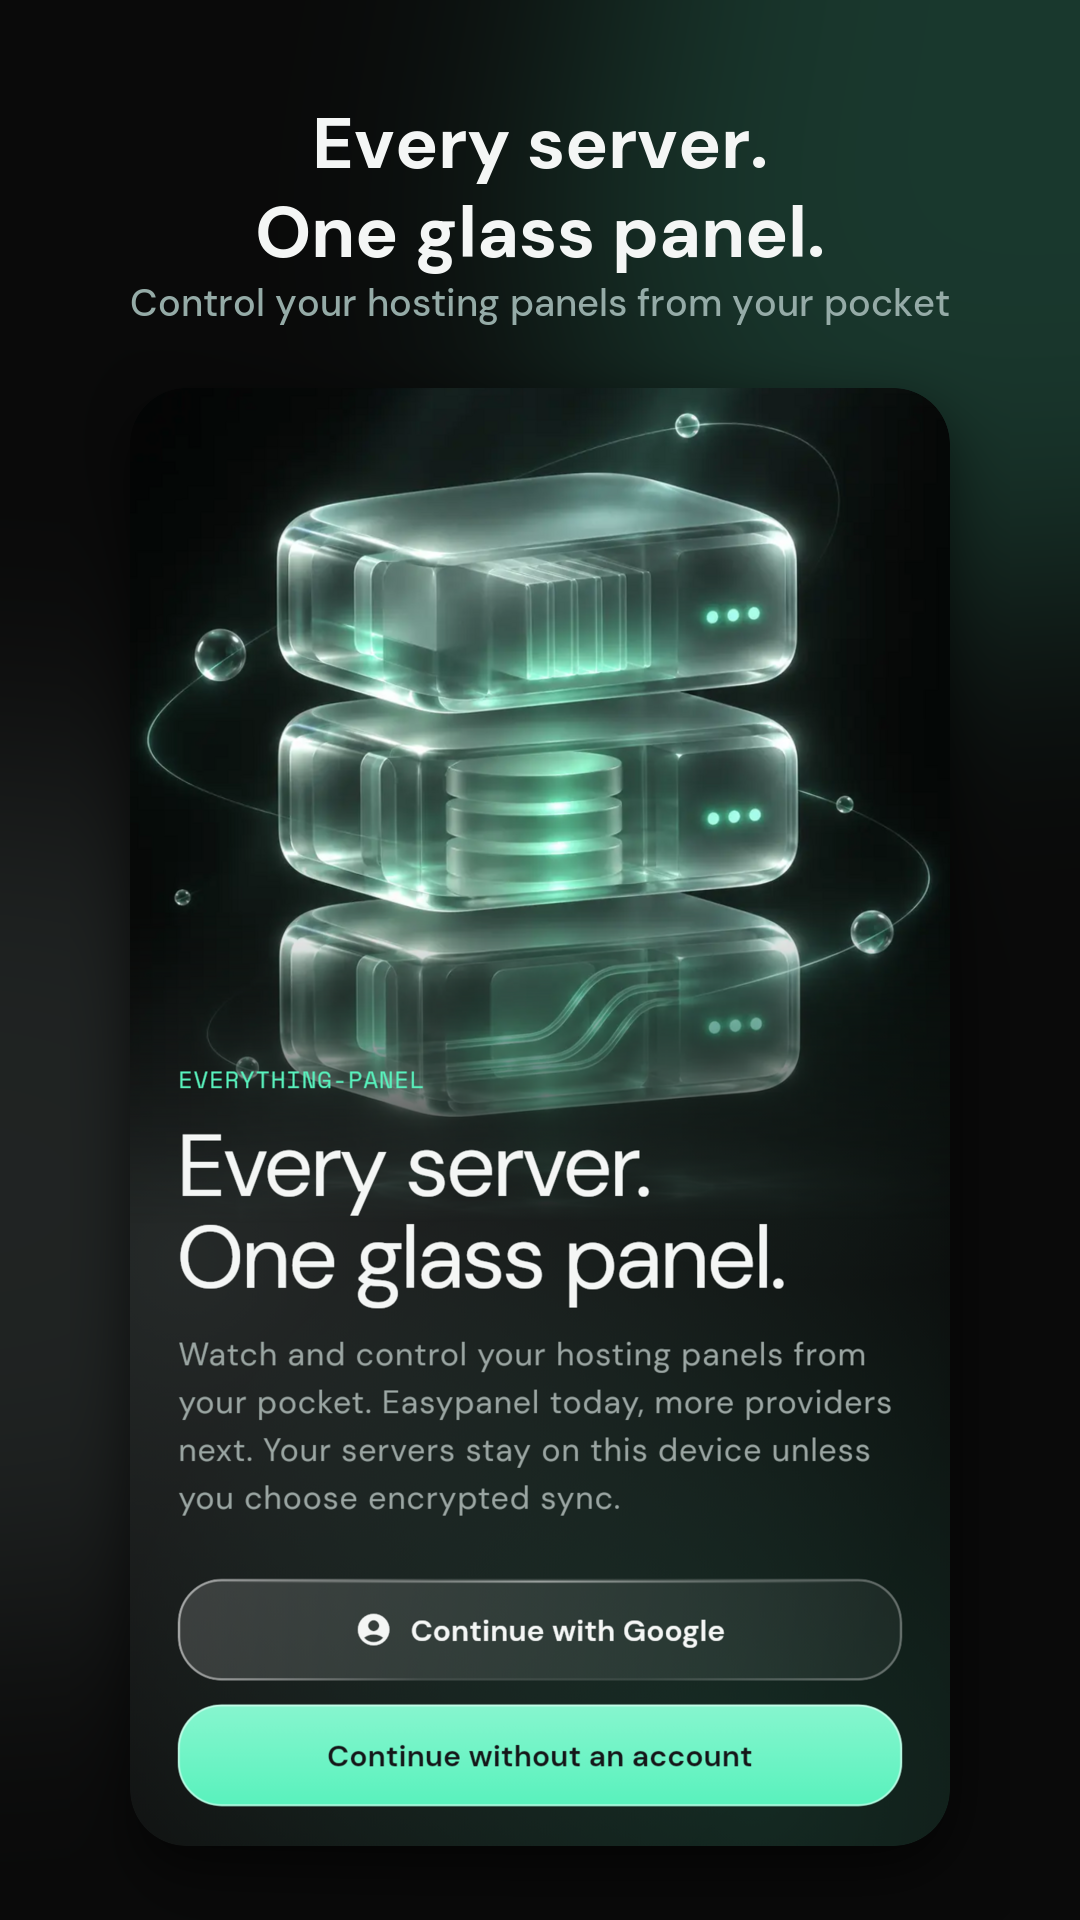 Every server.
One glass panel.
Control your hosting panels from your pocket
EVERYTHING-PANEL
Every server.
One glass panel.
Watch and control your hosting panels from
your pocket. Easypanel today, more providers
next. Your servers stay on this device unless
you choose encrypted sync.
Continue with Google
Continue without an account